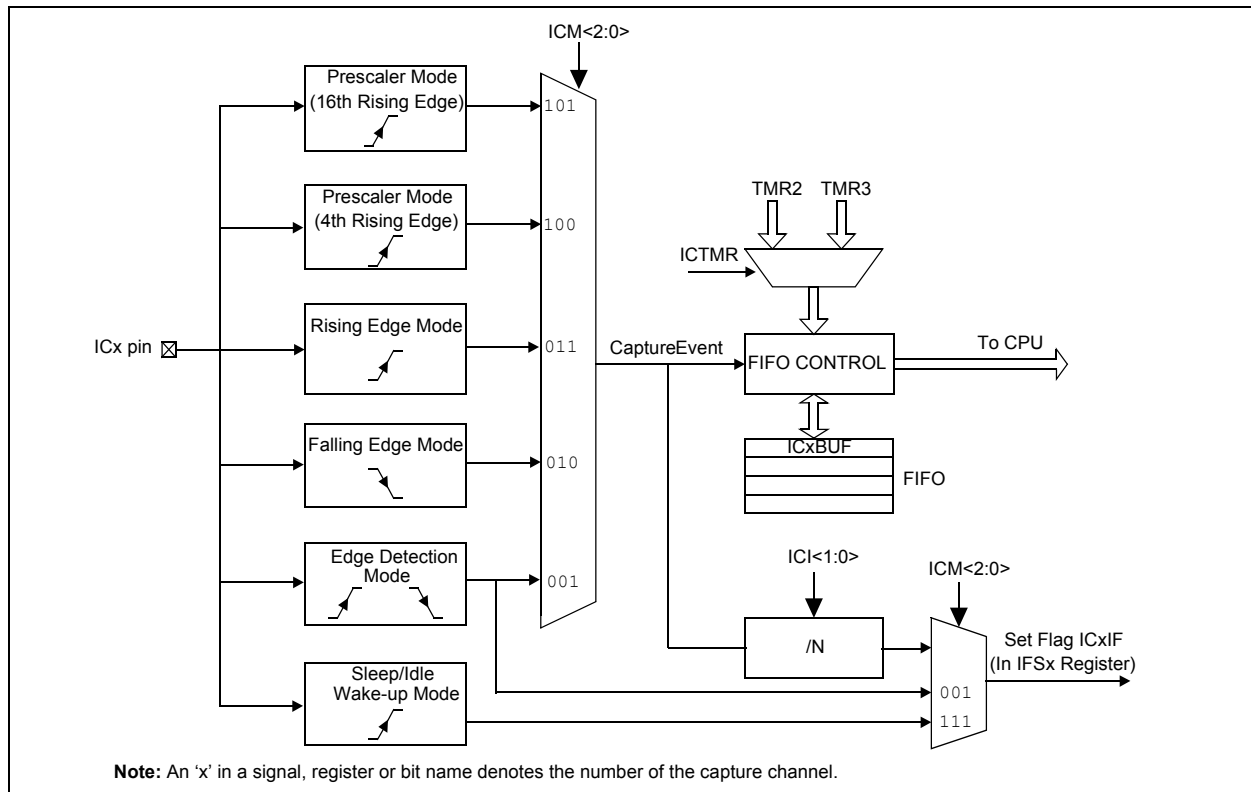 ICM<2:0>
Prescaler Mode
(16th Rising Edge)
101
Prescaler Mode
(4th Rising Edge)
100
TMR2
TMR3
ICTMR
Rising Edge Mode
011
ICx pin
CaptureEvent
FIFO CONTROL
To CPU
Falling Edge Mode
010
ICxBUF
FIFO
Edge Detection
Mode
001
ICI<1:0>
ICM<2:0>
/N
Set Flag ICxIF
(In IFSx Register)
001
111
Sleep/Idle
Wake-up Mode
Note: An ‘x’ in a signal, register or bit name denotes the number of the capture channel.